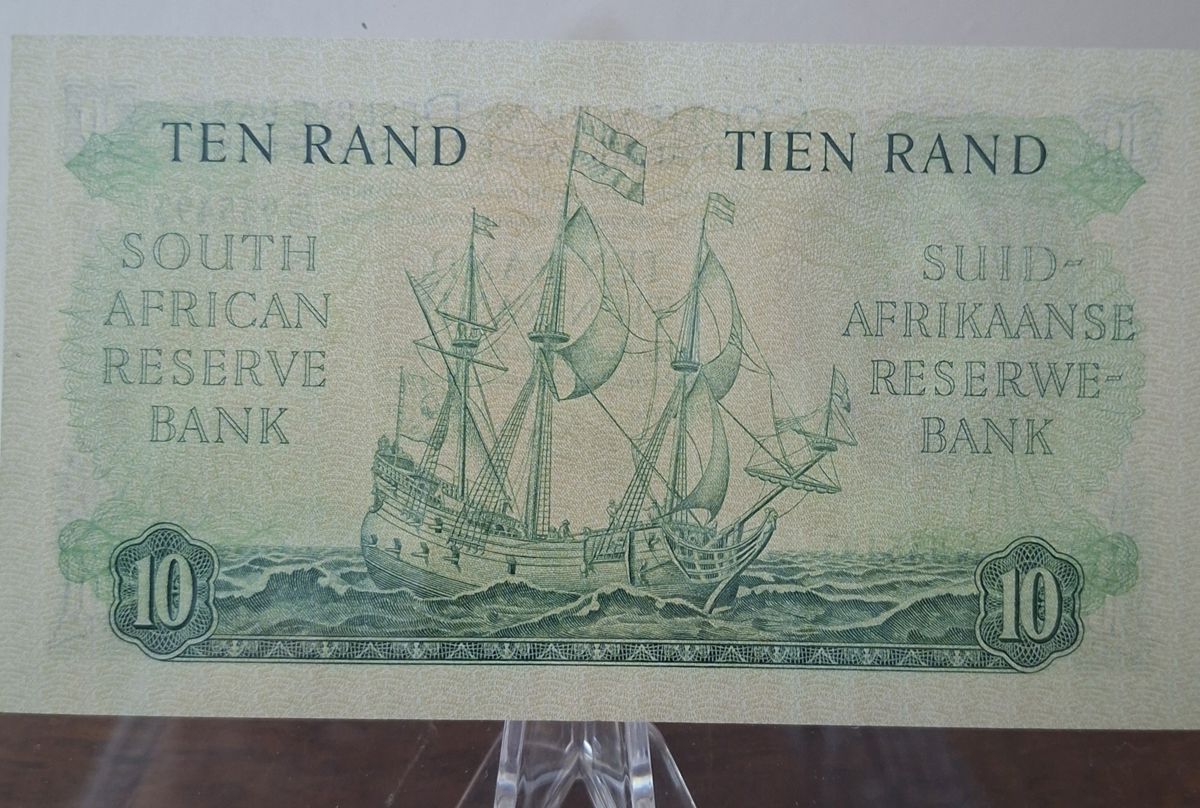 TEN RAND
TIEN RAND
SOUTH
AFRICAN
RESERVE
BANK
SUID-
AFRIKAANSE
RESERWE-
BANK
10
10